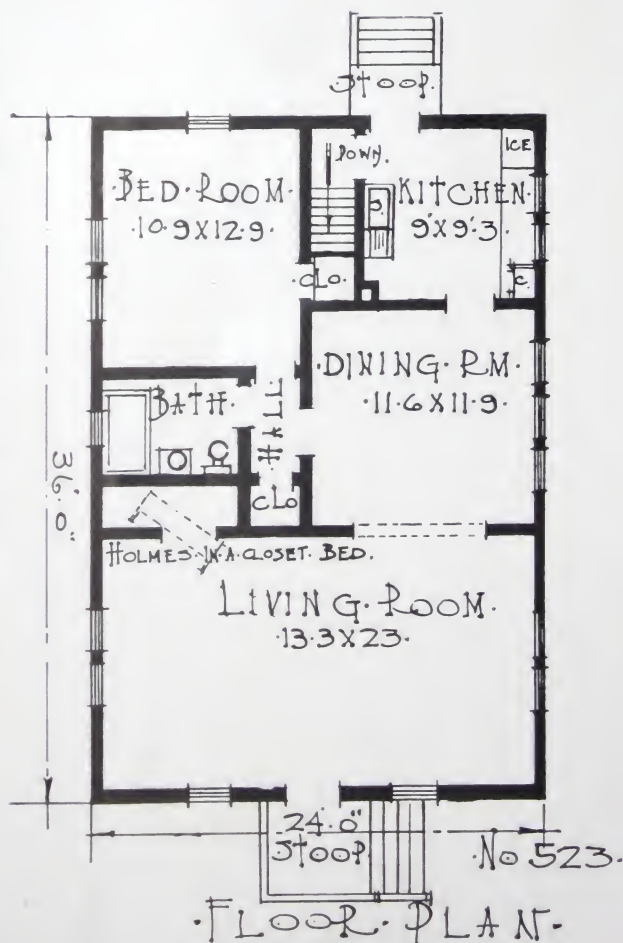 STOOP.
DOWN.
ICE
·BED·ROOM·
·10·9X12·9·
·KITCHEN·
9'X9'·3
S.
·CLO·
C.
·DINING·RM·
·11·6X11·9·
BATH·
HALL
CLO
36'·0"
HOLMES·IN·A·CLOSET·BED.
LIVING·ROOM·
·13·3X23·
24'·0"
STOOP.
·No 523·
·FLOOR·PLAN·